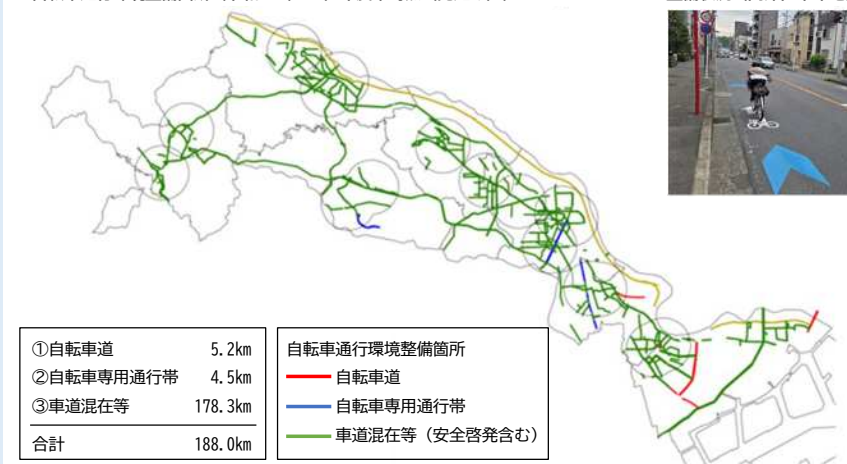 ①自転車道 5.2km
②自転車専用通行帯 4.5km
③車道混在等 178.3km
合計 188.0km
自転車通行環境整備箇所
自転車道
自転車専用通行帯
車道混在等（安全啓発含む）